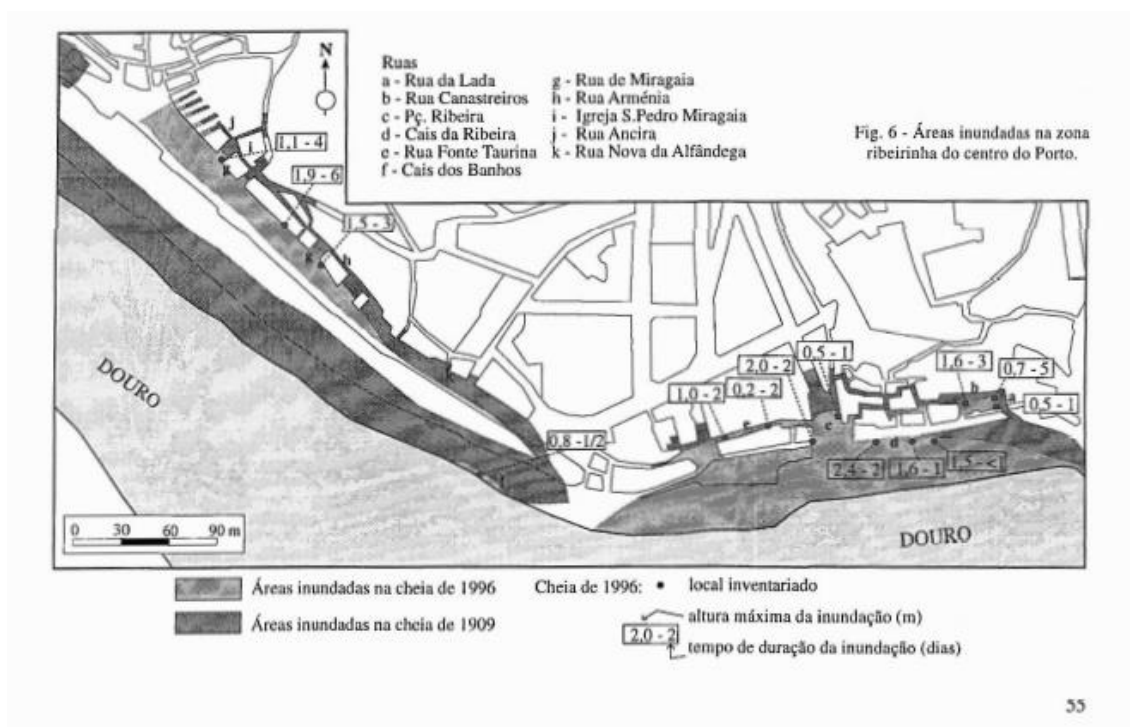 N
Ruas
a - Rua da Lada
b - Rua Canastreiros
c - Pç. Ribeira
d - Cais da Ribeira
e - Rua Fonte Taurina
f - Cais dos Banhos
g - Rua de Miragaia
h - Rua Arménia
i - Igreja S.Pedro Miragaia
j - Rua Ancira
k - Rua Nova da Alfândega
Fig. 6 - Áreas inundadas na zona
ribeirinha do centro do Porto.
j
i
1,1 - 4
1,9 - 6
1,5 - 3
g
h
DOURO
0,8 -1/2
1,0 - 2
0,2 - 2
2,0 - 2
0,5 - 1
1,6 - 3
0,7 - 5
b
a
0,5 - 1
e
c
d
2,4 - 2
1,6 - 1
1,5 - <1
DOURO
0 30 60 90 m
Áreas inundadas na cheia de 1996
Áreas inundadas na cheia de 1909
Cheia de 1996:
local inventariado
altura máxima da inundação (m)
2,0 - 2
tempo de duração da inundação (dias)
55